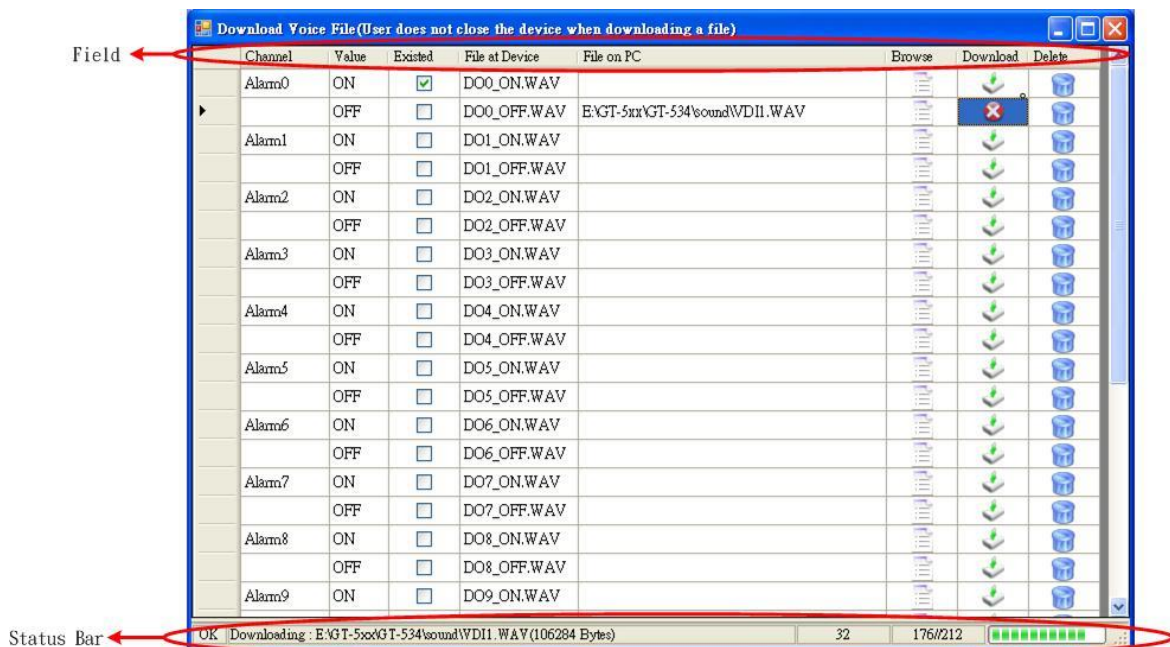 Download Voice File(User does not close the device when downloading a file)
Field
Channel Value Existed File at Device File on PC Browse Download Delete
Alarm0 ON DO0_ON.WAV
OFF DO0_OFF.WAV E:\GT-5xx\GT-534\sound\VDI1.WAV
Alarm1 ON DO1_ON.WAV
OFF DO1_OFF.WAV
Alarm2 ON DO2_ON.WAV
OFF DO2_OFF.WAV
Alarm3 ON DO3_ON.WAV
OFF DO3_OFF.WAV
Alarm4 ON DO4_ON.WAV
OFF DO4_OFF.WAV
Alarm5 ON DO5_ON.WAV
OFF DO5_OFF.WAV
Alarm6 ON DO6_ON.WAV
OFF DO6_OFF.WAV
Alarm7 ON DO7_ON.WAV
OFF DO7_OFF.WAV
Alarm8 ON DO8_ON.WAV
OFF DO8_OFF.WAV
Alarm9 ON DO9_ON.WAV
Status Bar
OK Downloading : E:\GT-5xx\GT-534\sound\VDI1.WAV(106284 Bytes) 32 176//212